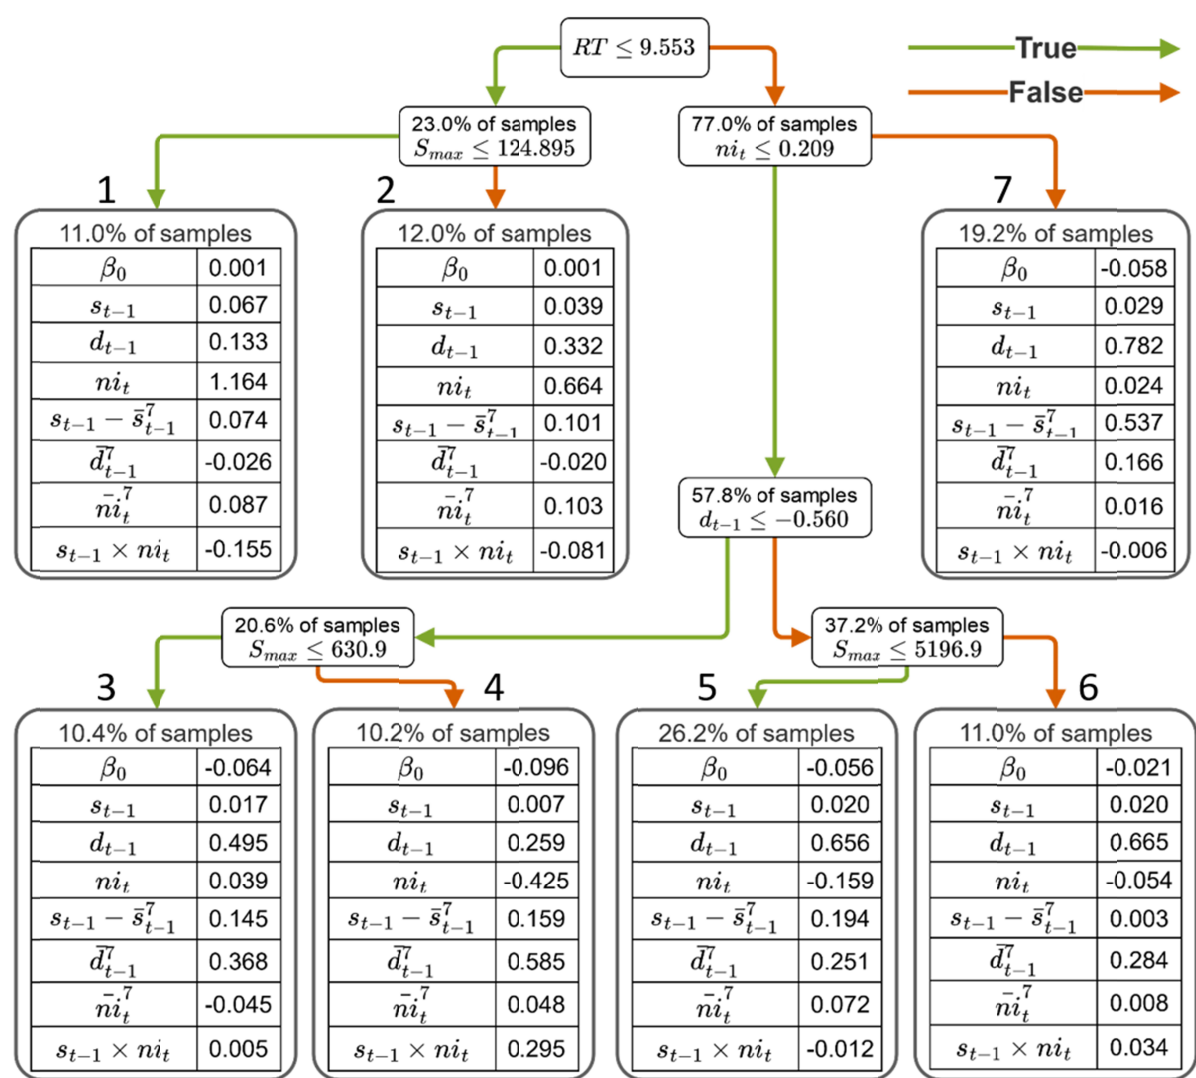 RT ≤ 9.553
True
False
23.0% of samples
S_{max} ≤ 124.895
77.0% of samples
ni_t ≤ 0.209
1
11.0% of samples
β_0 0.001
s_{t-1} 0.067
d_{t-1} 0.133
ni_t 1.164
s_{t-1} − s̄^7_{t-1} 0.074
d̄^7_{t-1} -0.026
n̄i^7_t 0.087
s_{t-1} × ni_t -0.155
2
12.0% of samples
β_0 0.001
s_{t-1} 0.039
d_{t-1} 0.332
ni_t 0.664
s_{t-1} − s̄^7_{t-1} 0.101
d̄^7_{t-1} -0.020
n̄i^7_t 0.103
s_{t-1} × ni_t -0.081
7
19.2% of samples
β_0 -0.058
s_{t-1} 0.029
d_{t-1} 0.782
ni_t 0.024
s_{t-1} − s̄^7_{t-1} 0.537
d̄^7_{t-1} 0.166
n̄i^7_t 0.016
s_{t-1} × ni_t -0.006
57.8% of samples
d_{t-1} ≤ −0.560
20.6% of samples
S_{max} ≤ 630.9
37.2% of samples
S_{max} ≤ 5196.9
3
10.4% of samples
β_0 -0.064
s_{t-1} 0.017
d_{t-1} 0.495
ni_t 0.039
s_{t-1} − s̄^7_{t-1} 0.145
d̄^7_{t-1} 0.368
n̄i^7_t -0.045
s_{t-1} × ni_t 0.005
4
10.2% of samples
β_0 -0.096
s_{t-1} 0.007
d_{t-1} 0.259
ni_t -0.425
s_{t-1} − s̄^7_{t-1} 0.159
d̄^7_{t-1} 0.585
n̄i^7_t 0.048
s_{t-1} × ni_t 0.295
5
26.2% of samples
β_0 -0.056
s_{t-1} 0.020
d_{t-1} 0.656
ni_t -0.159
s_{t-1} − s̄^7_{t-1} 0.194
d̄^7_{t-1} 0.251
n̄i^7_t 0.072
s_{t-1} × ni_t -0.012
6
11.0% of samples
β_0 -0.021
s_{t-1} 0.020
d_{t-1} 0.665
ni_t -0.054
s_{t-1} − s̄^7_{t-1} 0.003
d̄^7_{t-1} 0.284
n̄i^7_t 0.008
s_{t-1} × ni_t 0.034